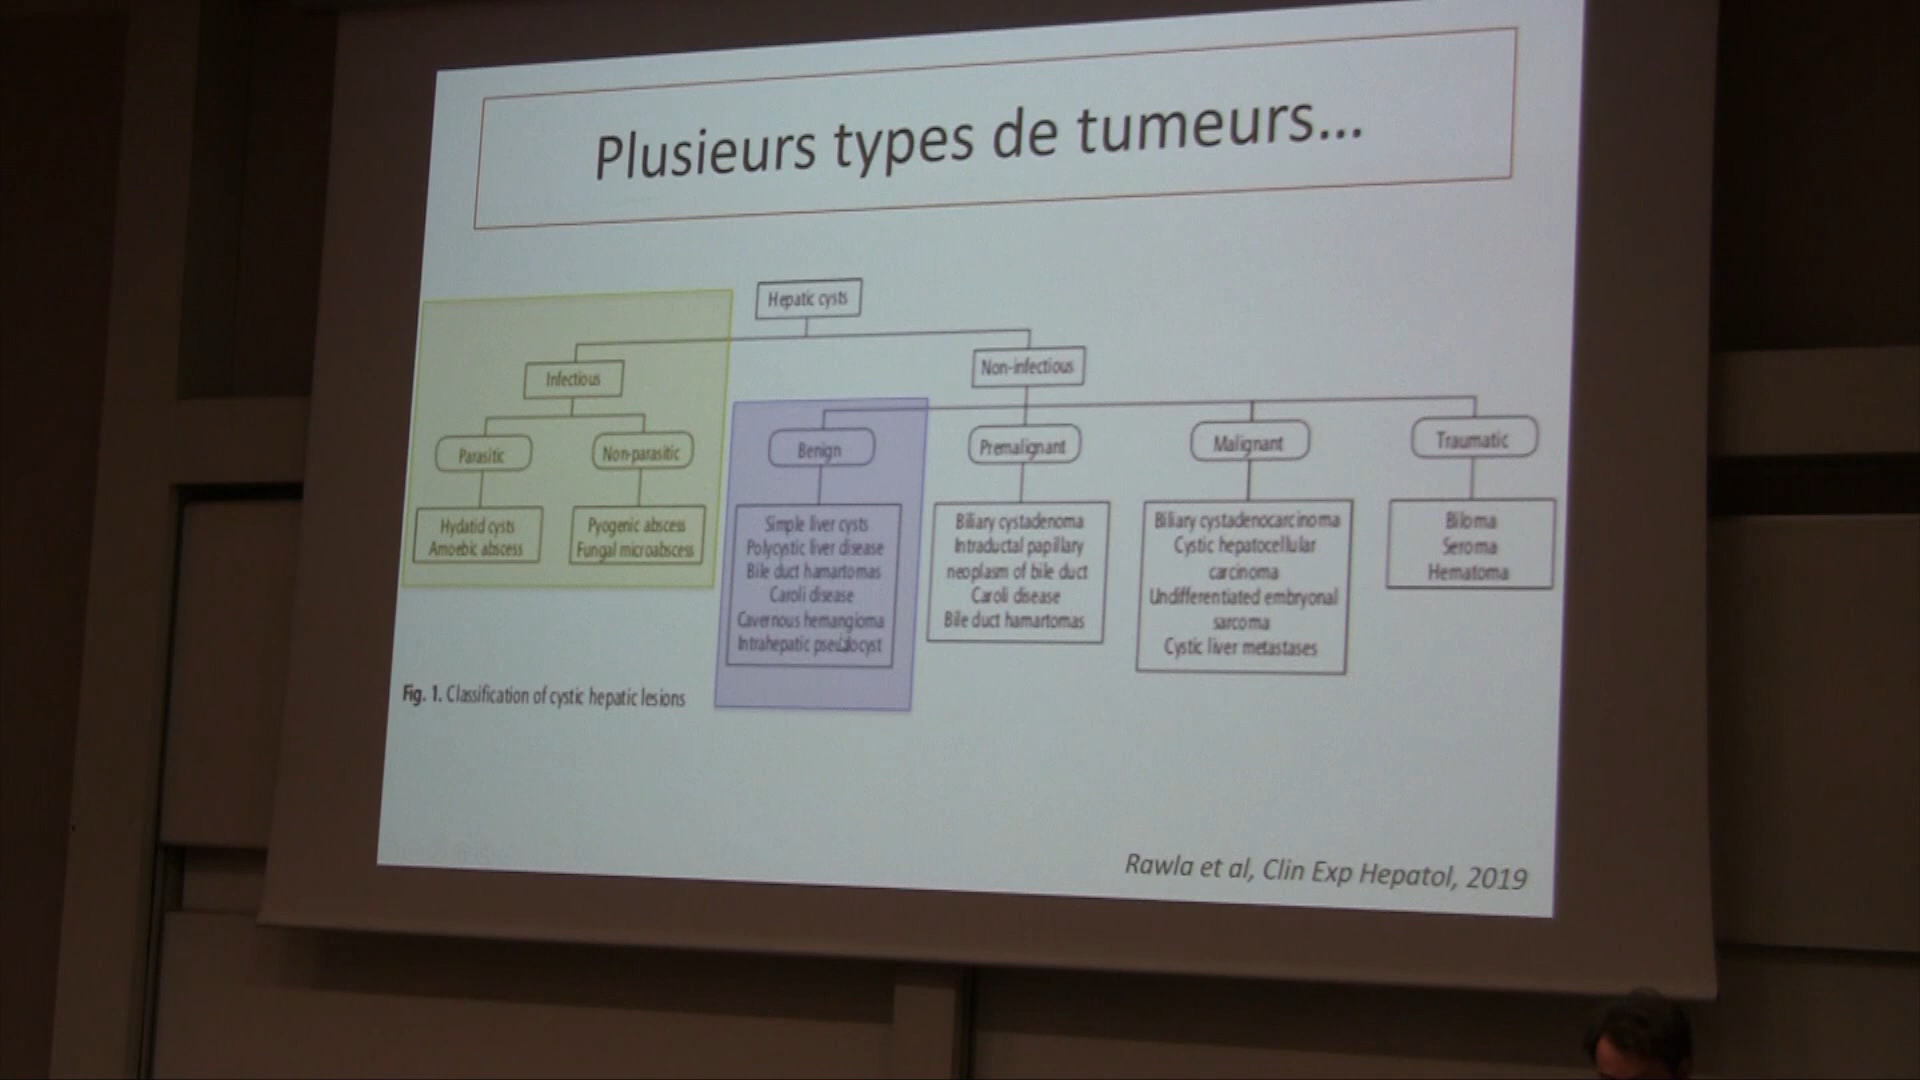 Plusieurs types de tumeurs...
Hepatic cysts
Infectious
Non-infectious
Parasitic
Non-parasitic
Benign
Premalignant
Malignant
Traumatic
Hydatid cysts
Amoebic abscess
Pyogenic abscess
Fungal microabscess
Simple liver cysts
Polycystic liver disease
Bile duct hamartomas
Caroli disease
Cavernous hemangioma
Intrahepatic pseudocyst
Biliary cystadenoma
Intraductal papillary
neoplasm of bile duct
Caroli disease
Bile duct hamartomas
Biliary cystadenocarcinoma
Cystic hepatocellular
carcinoma
Undifferentiated embryonal
sarcoma
Cystic liver metastases
Biloma
Seroma
Hematoma
Fig. 1. Classification of cystic hepatic lesions
Rawla et al, Clin Exp Hepatol, 2019